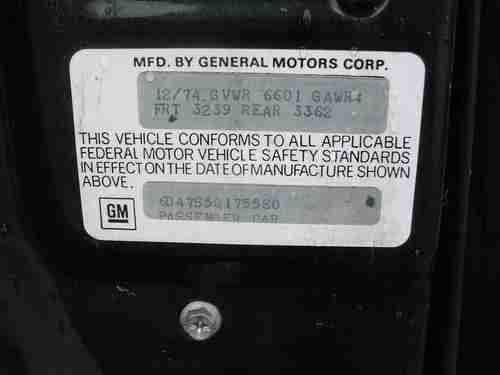 MFD. BY GENERAL MOTORS CORP.
12/74 GVWR 6601 GAWR:
FRT 3239 REAR 3362
THIS VEHICLE CONFORMS TO ALL APPLICABLE
FEDERAL MOTOR VEHICLE SAFETY STANDARDS
IN EFFECT ON THE DATE OF MANUFACTURE SHOWN
ABOVE.
6D47S5Q175580
PASSENGER CAR
GM